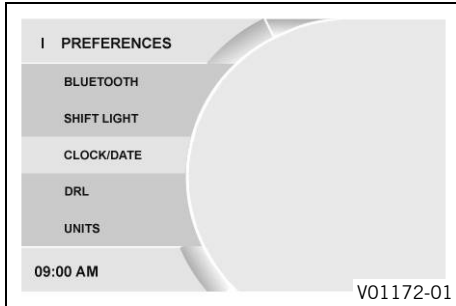 I PREFERENCES
BLUETOOTH
SHIFT LIGHT
CLOCK/DATE
DRL
UNITS
09:00 AM
V01172-01